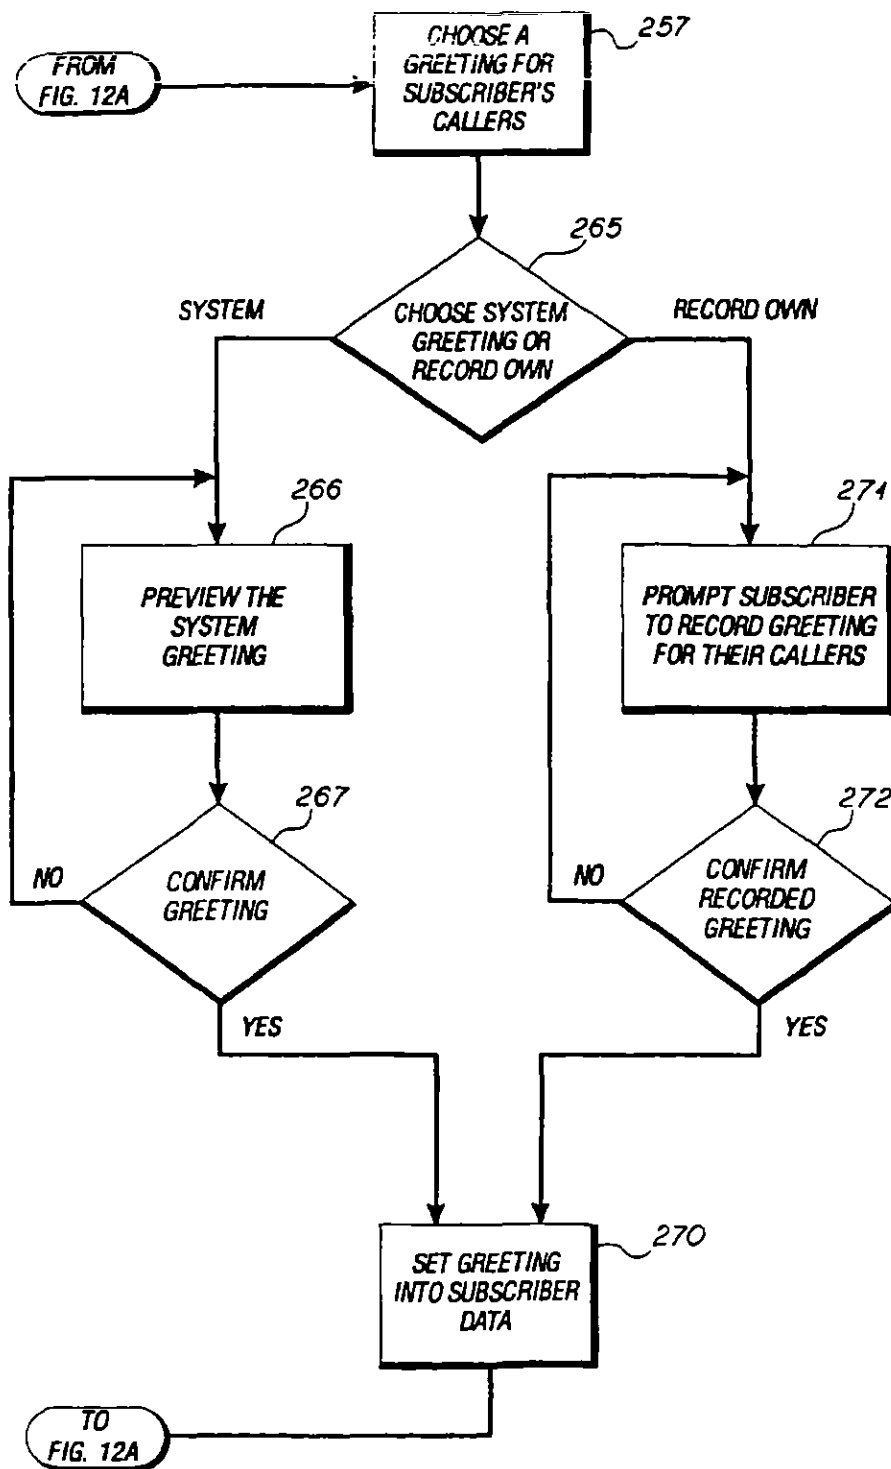 CHOOSE A
GREETING FOR
SUBSCRIBER'S
CALLERS
257
FROM
FIG. 12A
265
SYSTEM
CHOOSE SYSTEM
GREETING OR
RECORD OWN
RECORD OWN
266
PREVIEW THE
SYSTEM
GREETING
271
PROMPT SUBSCRIBER
TO RECORD GREETING
FOR THEIR CALLERS
267
NO
CONFIRM
GREETING
YES
272
NO
CONFIRM
RECORDED
GREETING
YES
270
SET GREETING
INTO SUBSCRIBER
DATA
TO
FIG. 12A